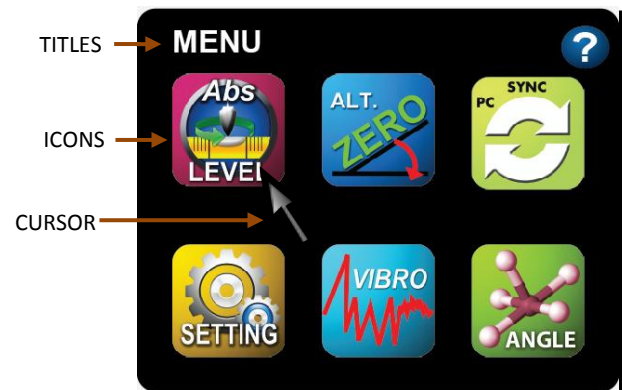 TITLES
MENU
?
Abs
LEVEL
ALT.
ZERO
PC
SYNC
ICONS
CURSOR
SETTING
VIBRO
ANGLE